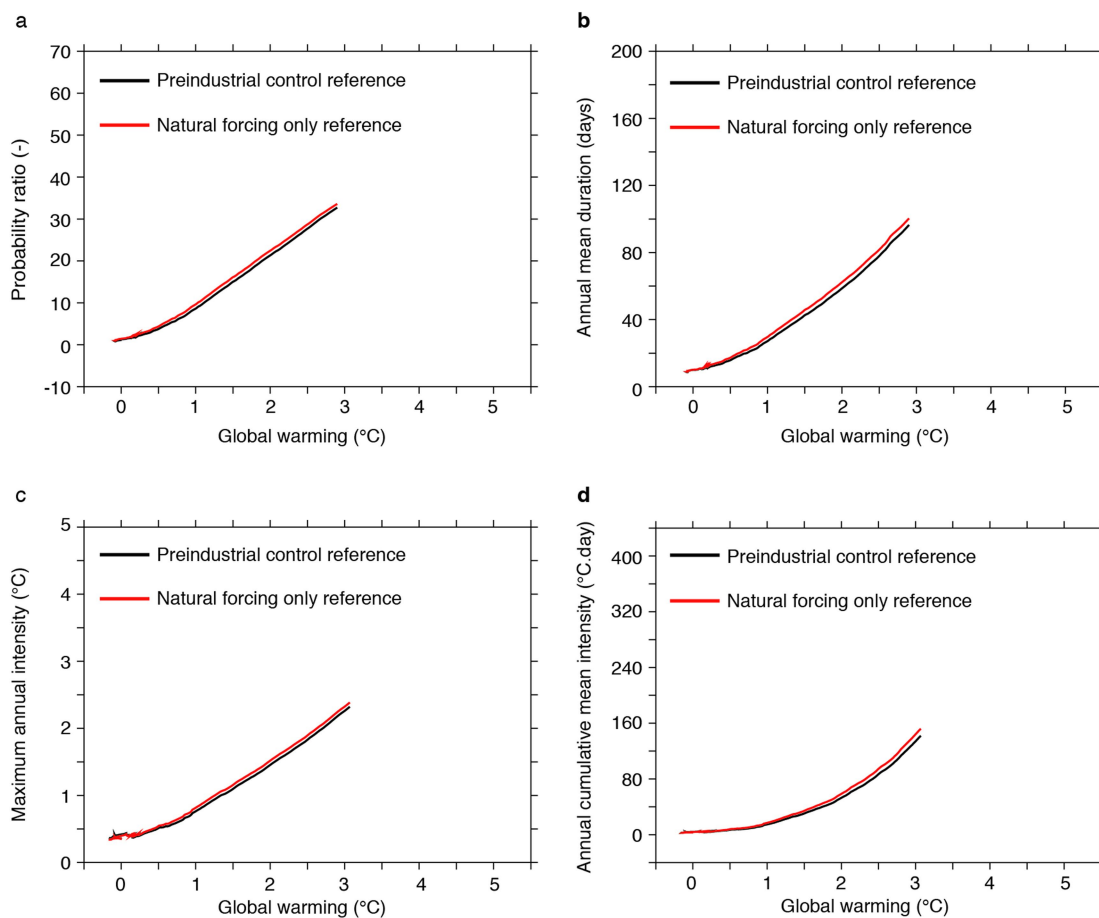 a
70
60
50
40
30
20
10
0
-10
Probability ratio (-)
Preindustrial control reference
Natural forcing only reference
0 1 2 3 4 5
Global warming (°C)
b
200
160
120
80
40
0
Annual mean duration (days)
Preindustrial control reference
Natural forcing only reference
0 1 2 3 4 5
Global warming (°C)
c
5
4
3
2
1
0
Maximum annual intensity (°C)
Preindustrial control reference
Natural forcing only reference
0 1 2 3 4 5
Global warming (°C)
d
400
320
240
160
80
0
Annual cumulative mean intensity (°C.day)
Preindustrial control reference
Natural forcing only reference
0 1 2 3 4 5
Global warming (°C)